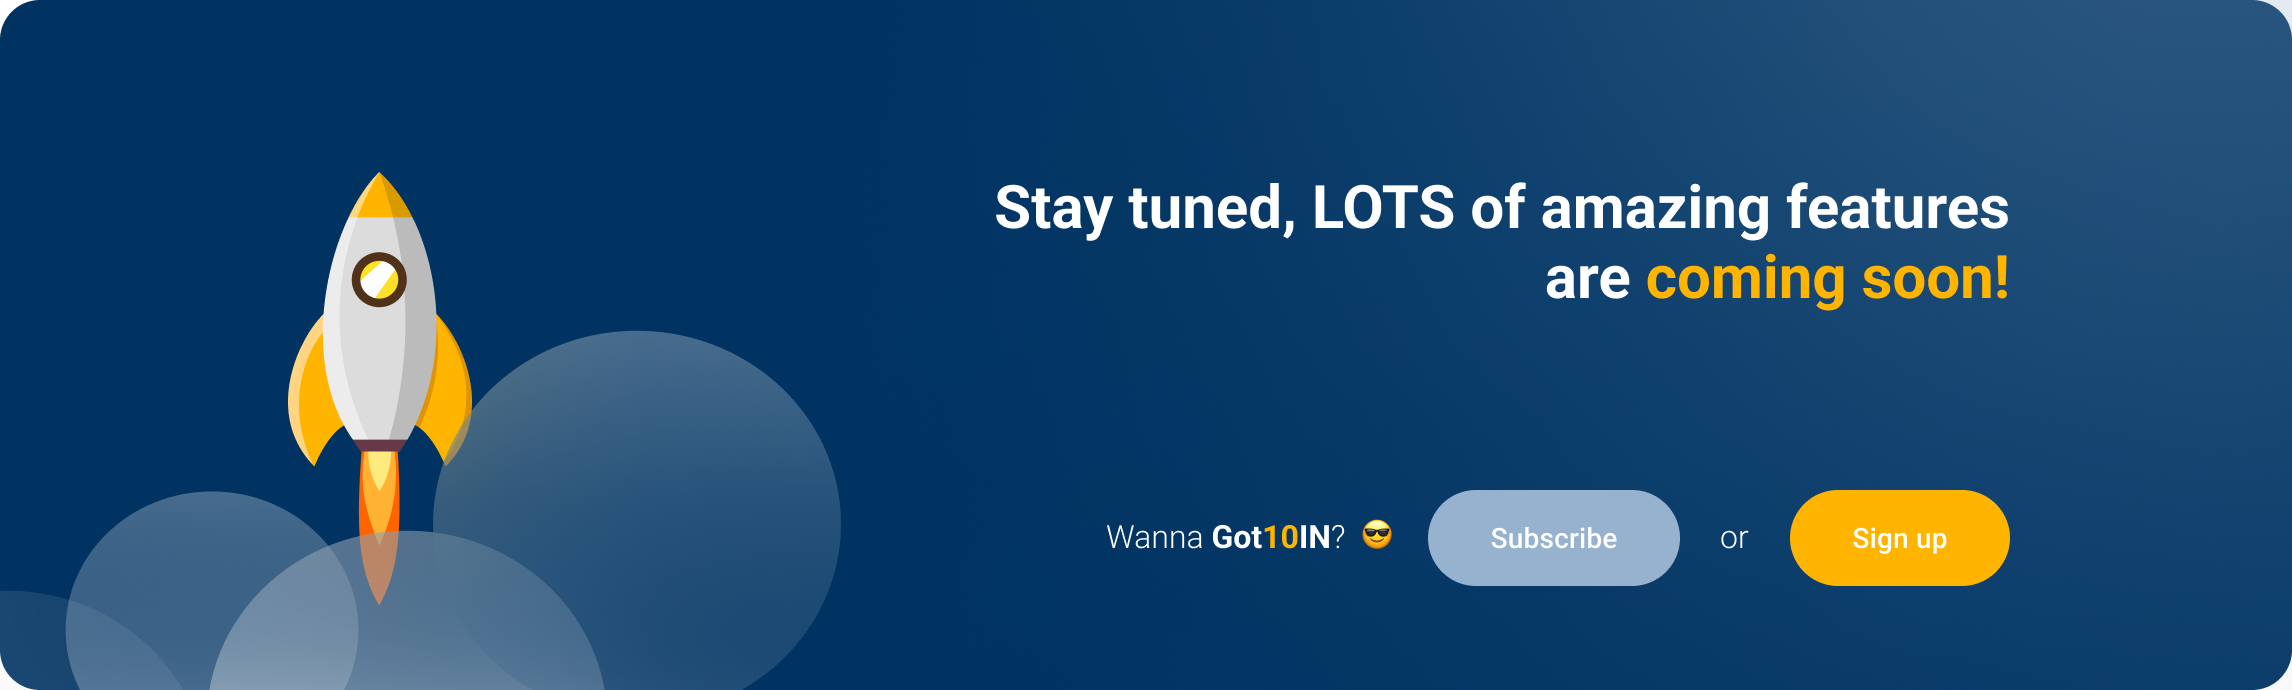 Stay tuned, LOTS of amazing features
are coming soon!
Wanna Got10IN? 😎 Subscribe or Sign up